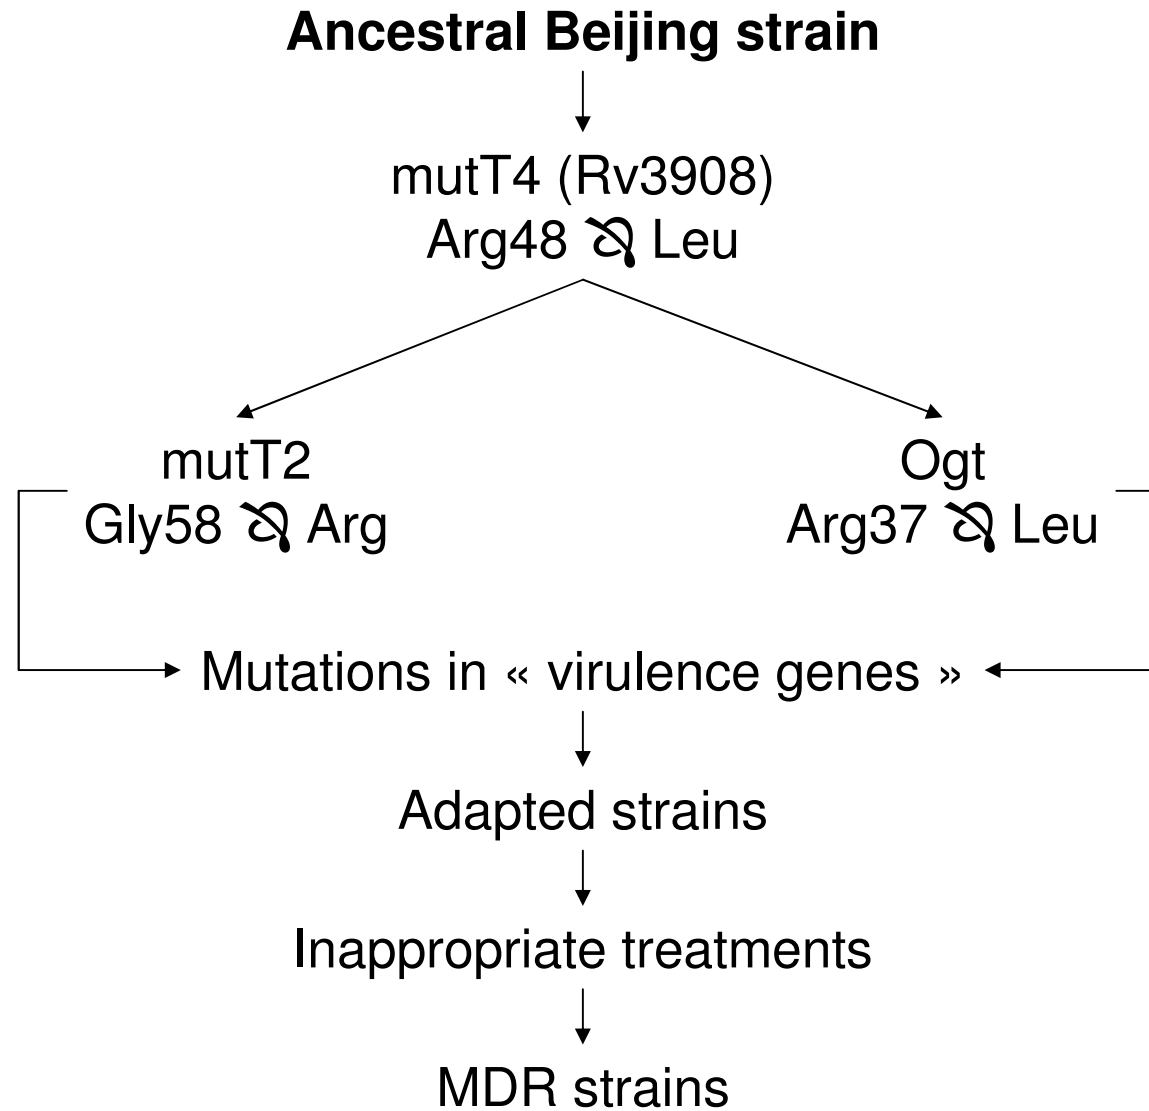 Ancestral Beijing strain
mutT4 (Rv3908)
Arg48 🙰 Leu
mutT2
Gly58 🙰 Arg
Ogt
Arg37 🙰 Leu
Mutations in « virulence genes »
Adapted strains
Inappropriate treatments
MDR strains